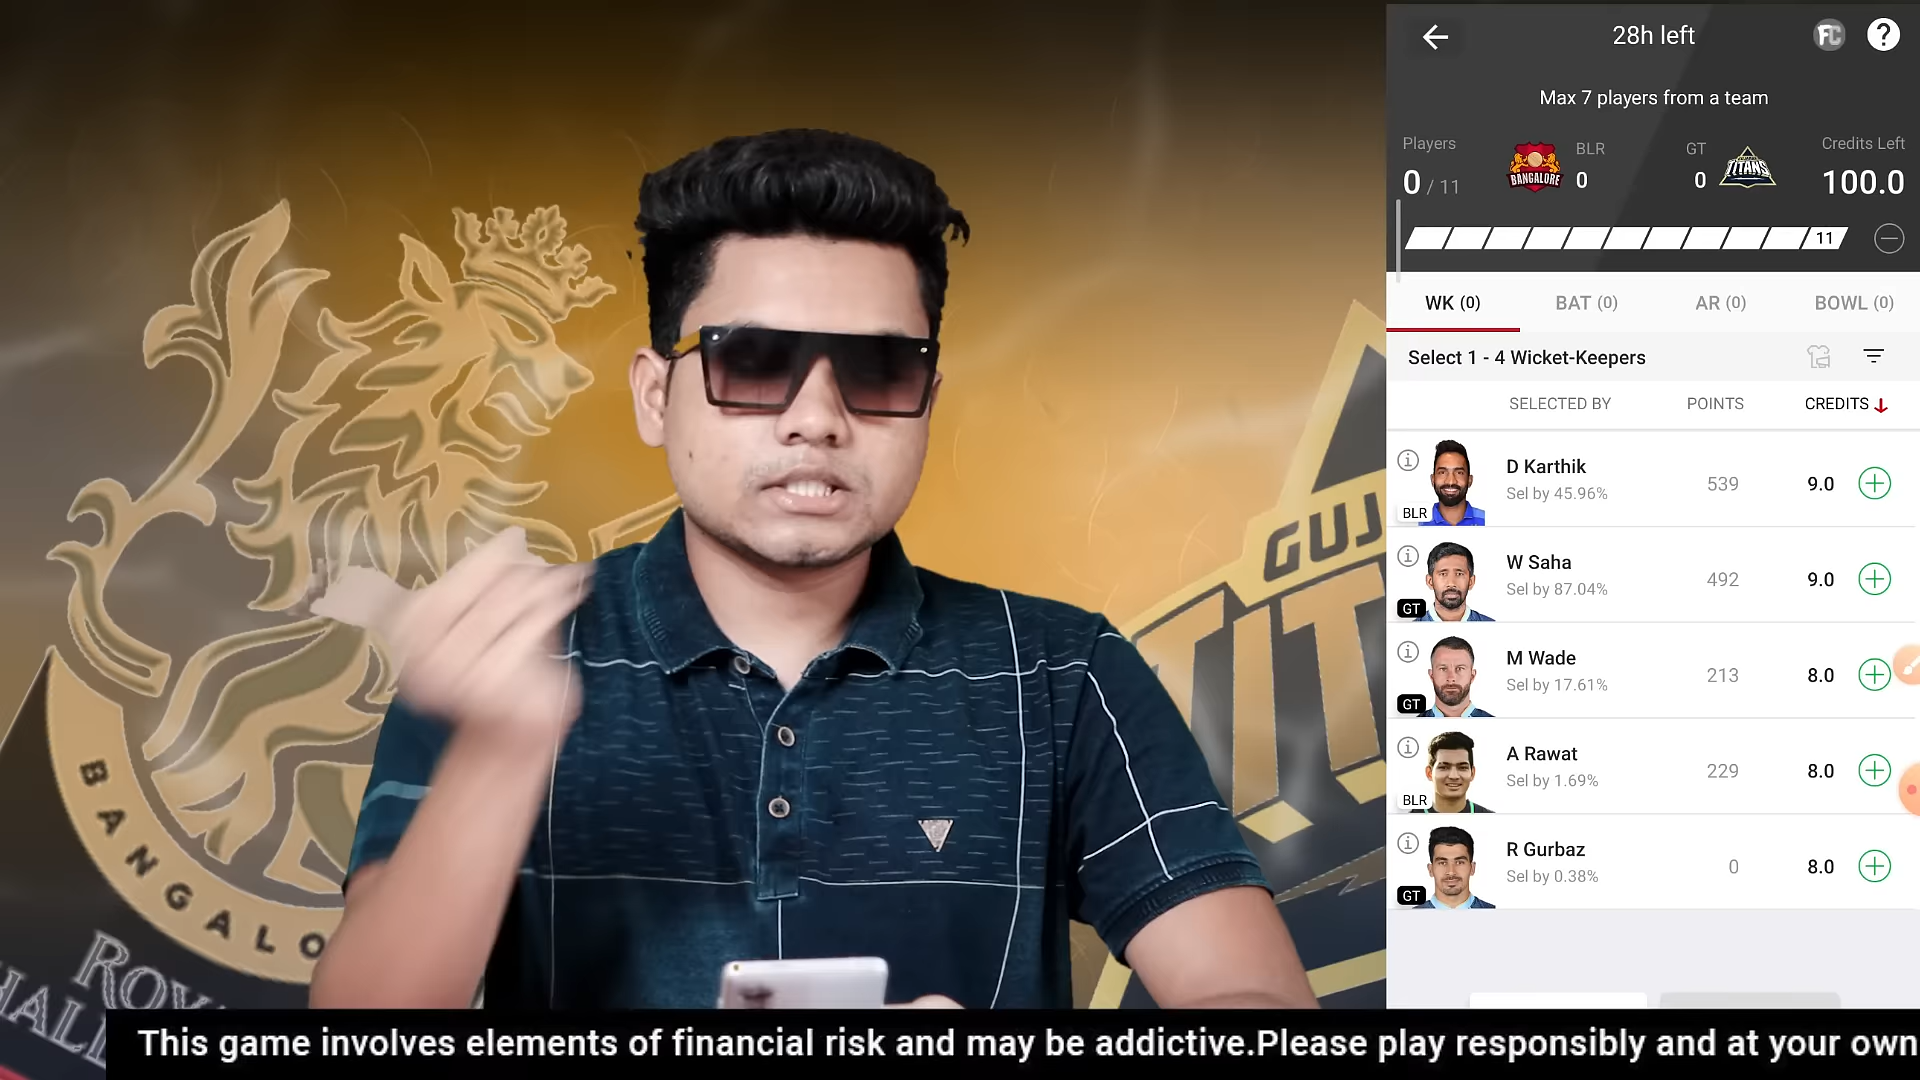 28h left
FC
?
Max 7 players from a team
Players
BLR
GT
Credits Left
0 / 11
BANGALORE
0
0
TITANS
100.0
11
WK (0)
BAT (0)
AR (0)
BOWL (0)
Select 1 - 4 Wicket-Keepers
SELECTED BY
POINTS
CREDITS
D Karthik
Sel by 45.96%
539
9.0
BLR
W Saha
Sel by 87.04%
492
9.0
GT
M Wade
Sel by 17.61%
213
8.0
GT
A Rawat
Sel by 1.69%
229
8.0
BLR
R Gurbaz
Sel by 0.38%
0
8.0
GT
GUJ
TIT
BANGALO
ROY
HALL
This game involves elements of financial risk and may be addictive.Please play responsibly and at your own